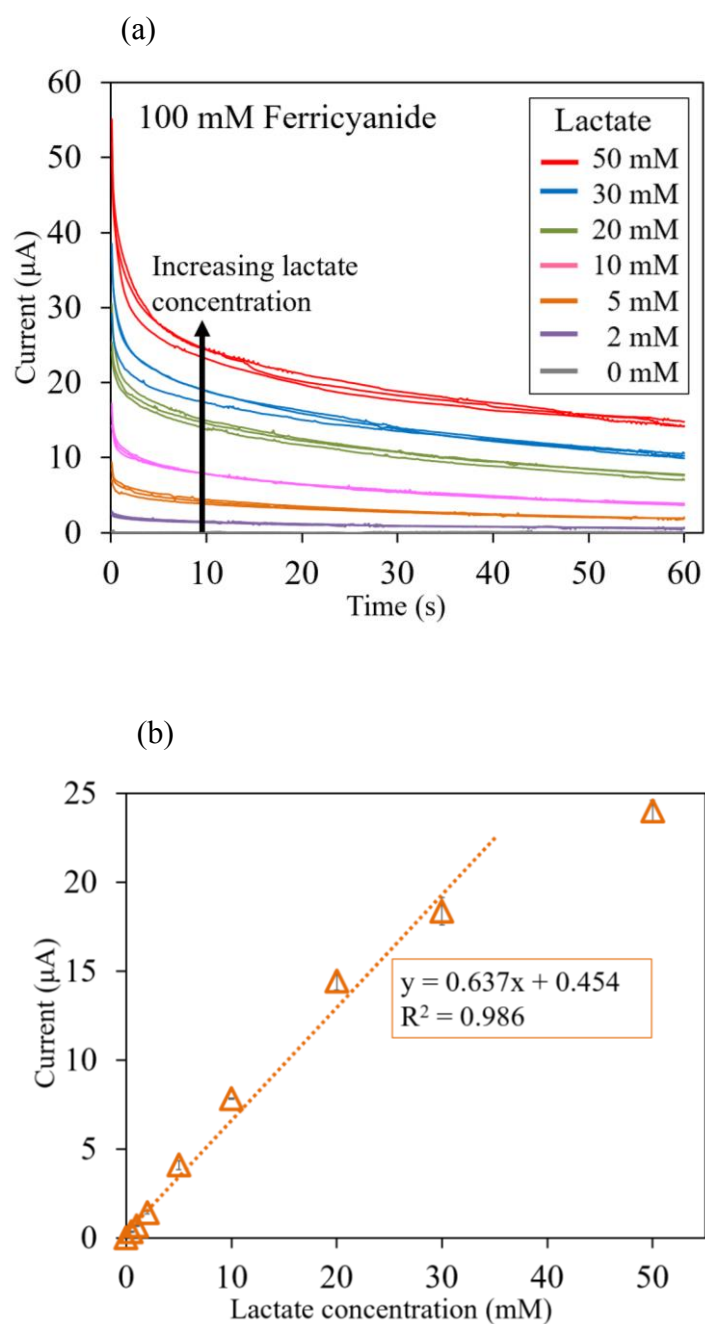 (a)
60
50
40
30
20
10
0
Current (µA)
100 mM Ferricyanide
Increasing lactate
concentration
Lactate
50 mM
30 mM
20 mM
10 mM
5 mM
2 mM
0 mM
0 10 20 30 40 50 60
Time (s)
(b)
25
20
15
10
5
0
Current (µA)
y = 0.637x + 0.454
R² = 0.986
0 10 20 30 40 50
Lactate concentration (mM)